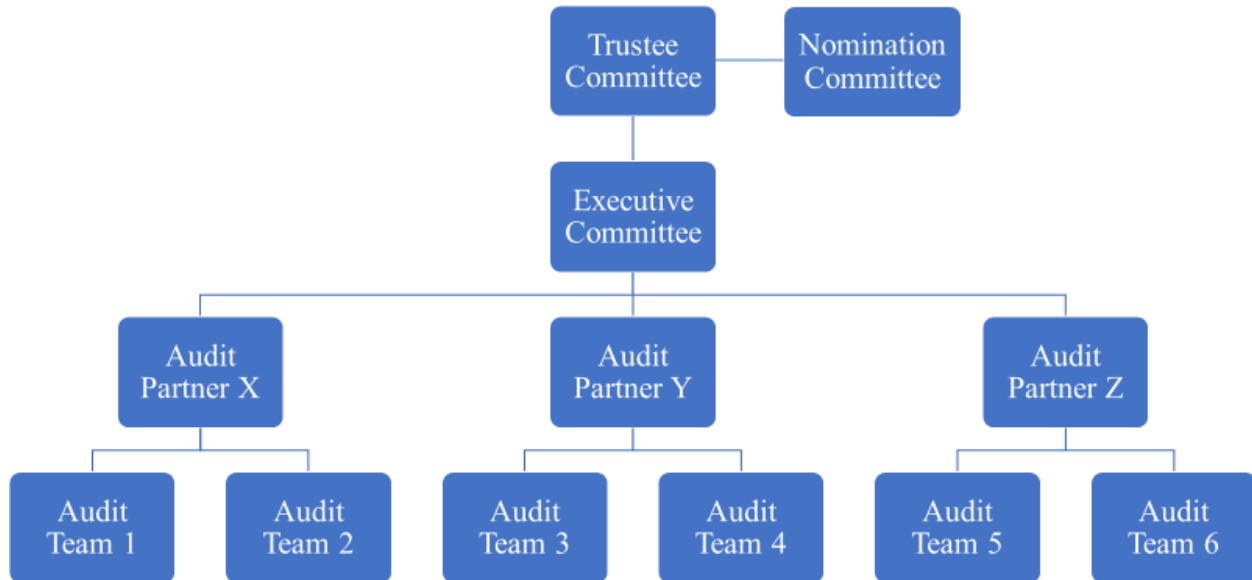 Trustee
Committee
Nomination
Committee
Executive
Committee
Audit
Partner X
Audit
Partner Y
Audit
Partner Z
Audit
Team 1
Audit
Team 2
Audit
Team 3
Audit
Team 4
Audit
Team 5
Audit
Team 6